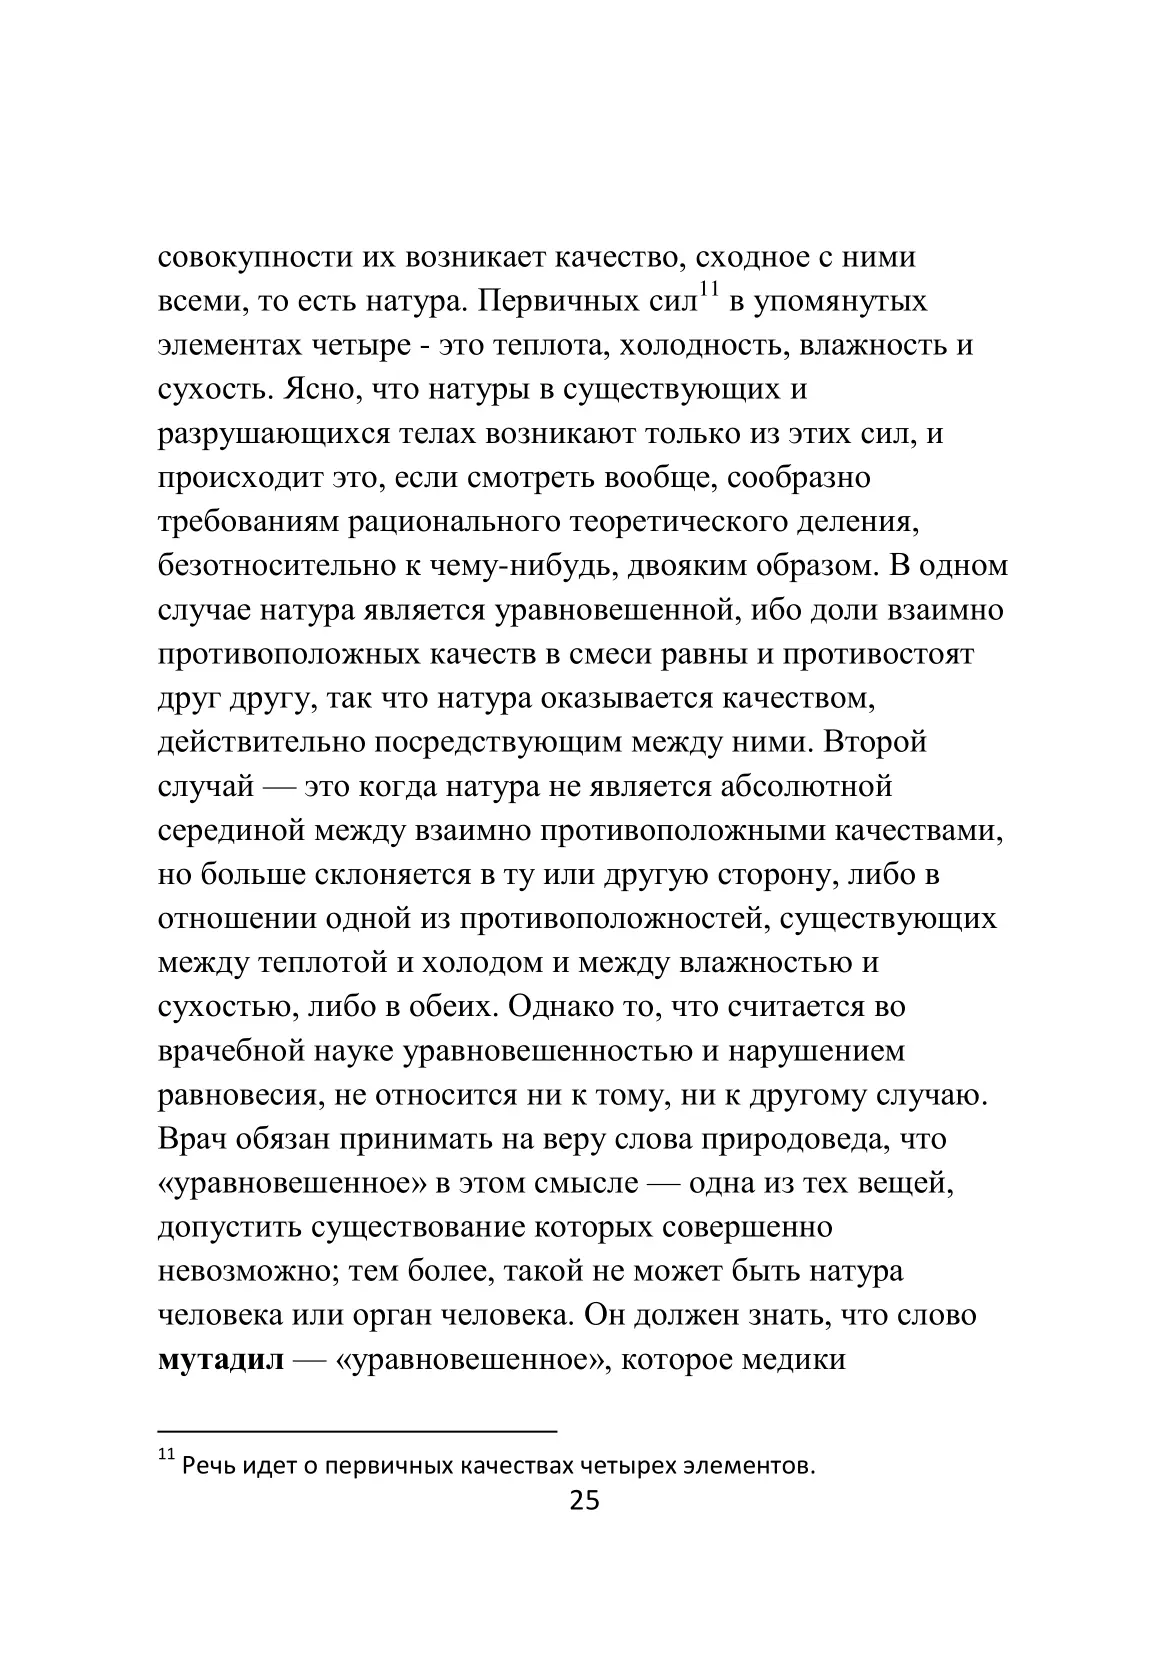 совокупности их возникает качество, сходное с ними
всеми, то есть натура. Первичных сил11 в упомянутых
элементах четыре - это теплота, холодность, влажность и
сухость. Ясно, что натуры в существующих и
разрушающихся телах возникают только из этих сил, и
происходит это, если смотреть вообще, сообразно
требованиям рационального теоретического деления,
безотносительно к чему-нибудь, двояким образом. В одном
случае натура является уравновешенной, ибо доли взаимно
противоположных качеств в смеси равны и противостоят
друг другу, так что натура оказывается качеством,
действительно посредствующим между ними. Второй
случай — это когда натура не является абсолютной
серединой между взаимно противоположными качествами,
но больше склоняется в ту или другую сторону, либо в
отношении одной из противоположностей, существующих
между теплотой и холодом и между влажностью и
сухостью, либо в обеих. Однако то, что считается во
врачебной науке уравновешенностью и нарушением
равновесия, не относится ни к тому, ни к другому случаю.
Врач обязан принимать на веру слова природоведа, что
«уравновешенное» в этом смысле — одна из тех вещей,
допустить существование которых совершенно
невозможно; тем более, такой не может быть натура
человека или орган человека. Он должен знать, что слово
мутадил — «уравновешенное», которое медики
11 Речь идет о первичных качествах четырех элементов.
25